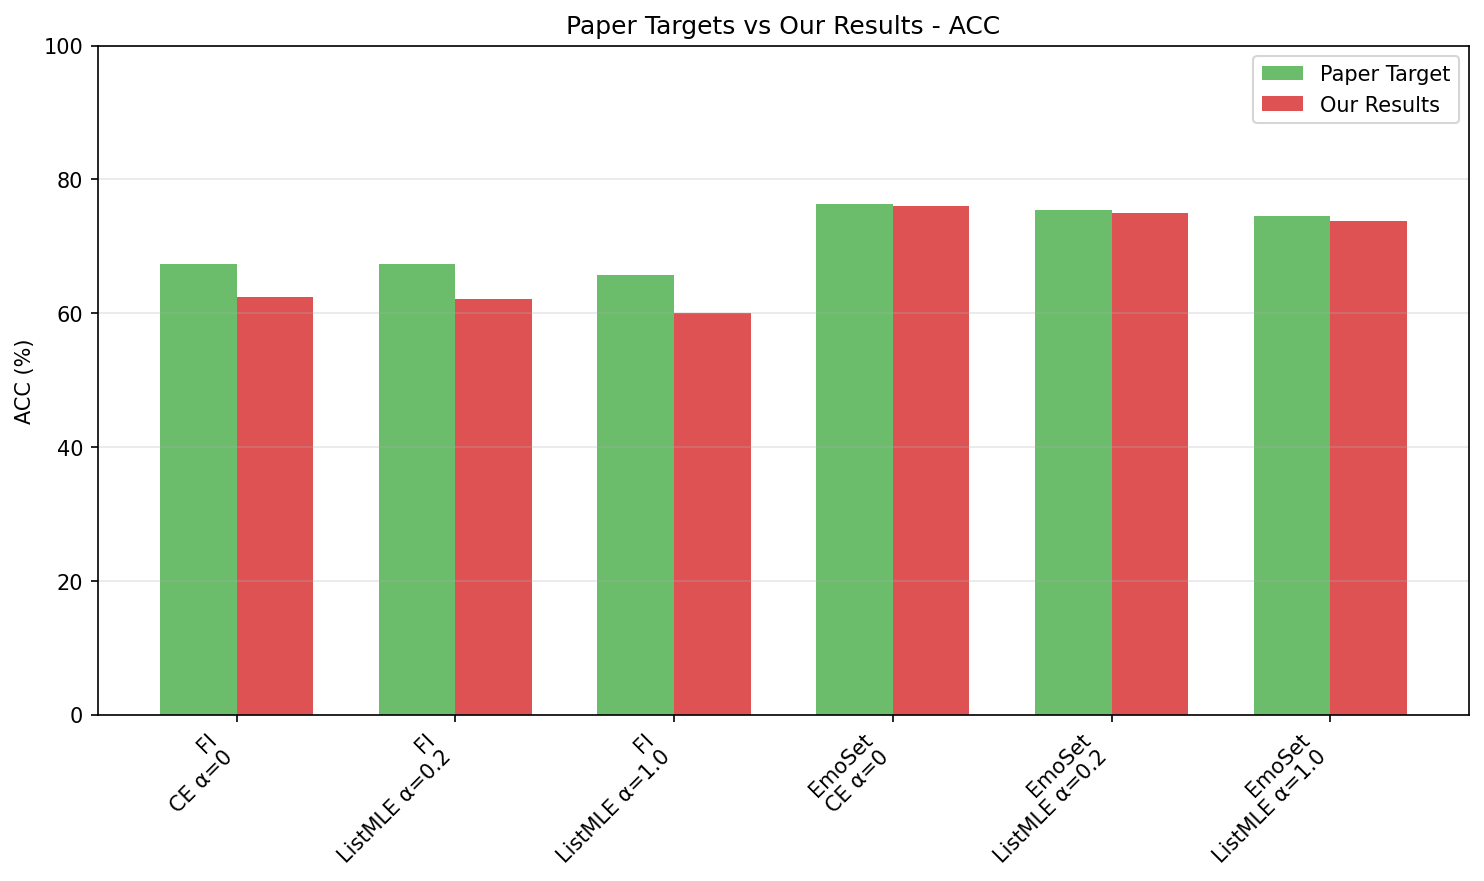 Paper Targets vs Our Results - ACC
100
80
60
40
20
0
ACC (%)
Paper Target
Our Results
FI
CE α=0
FI
ListMLE α=0.2
FI
ListMLE α=1.0
EmoSet
CE α=0
EmoSet
ListMLE α=0.2
EmoSet
ListMLE α=1.0